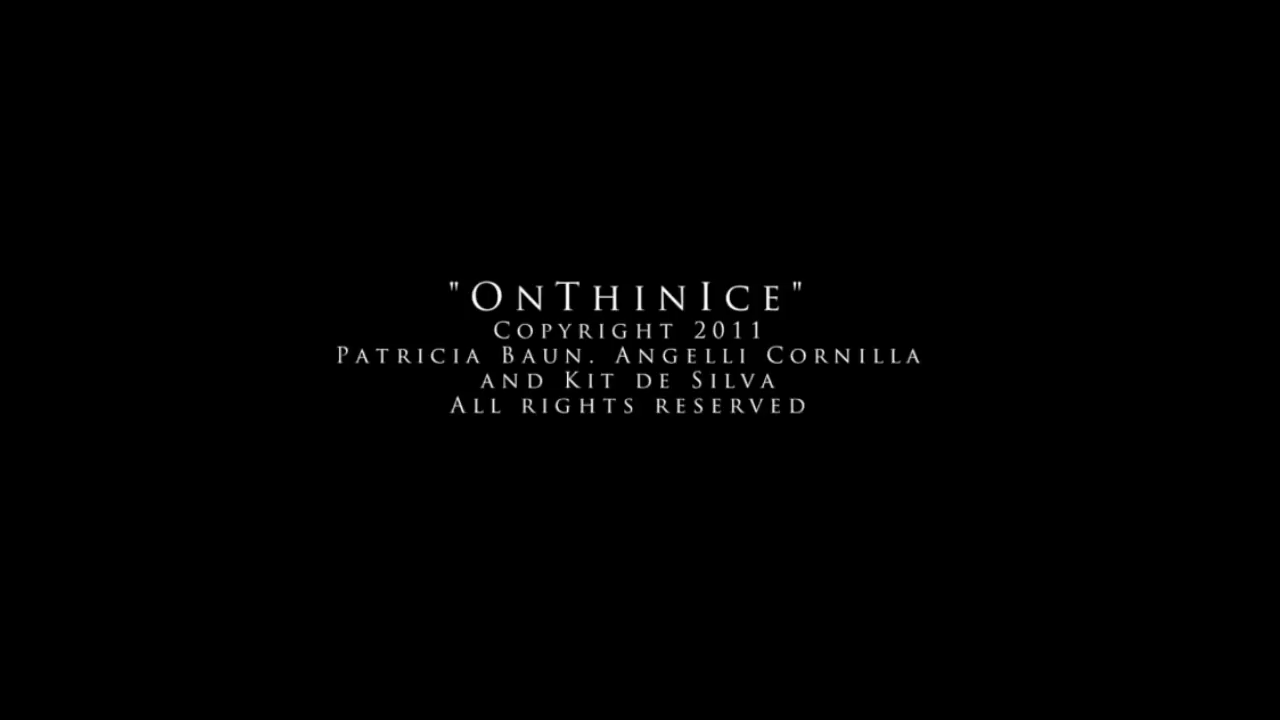 "OnThinIce"
Copyright 2011
Patricia Baun. Angelli Cornilla
and Kit de Silva
All rights reserved